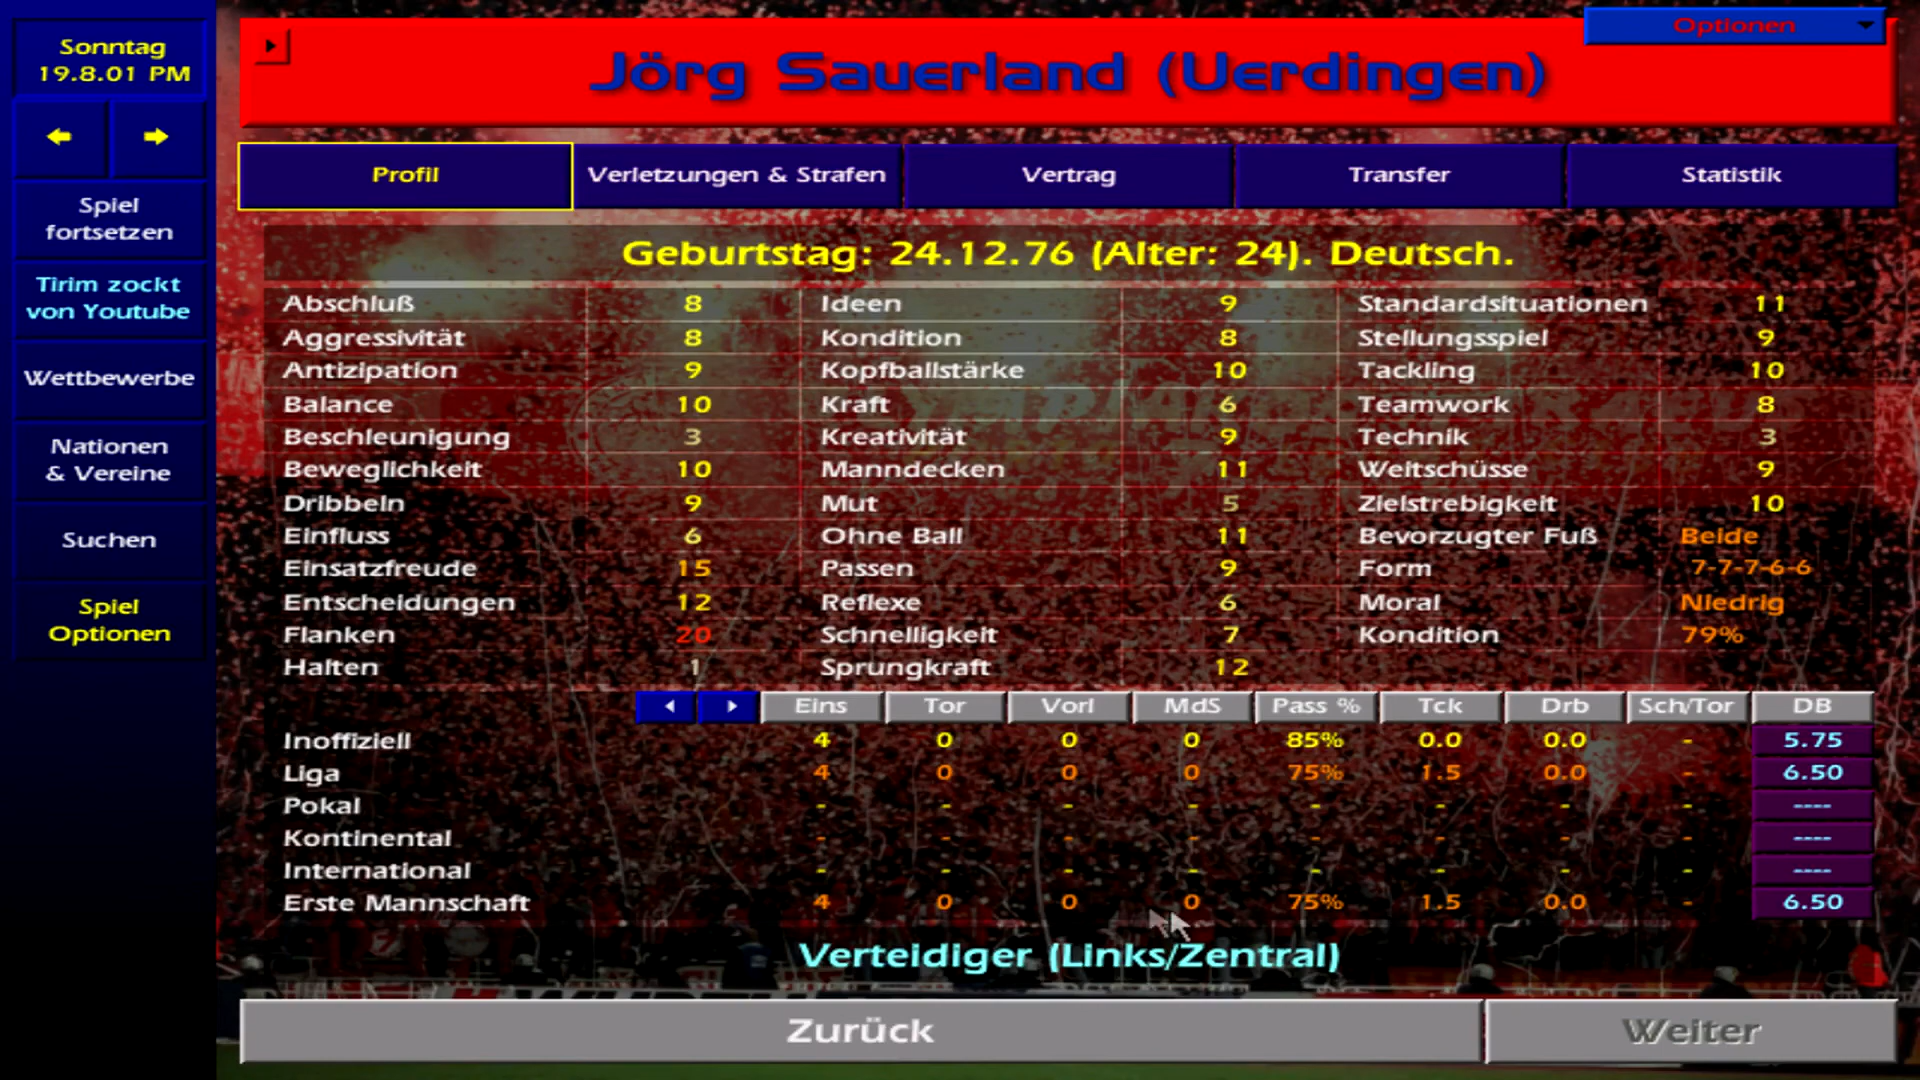 Optionen
Sonntag
19.8.01 PM
Jörg Sauerland (Uerdingen)
Spiel
fortsetzen
Tirim zockt
von Youtube
Wettbewerbe
Nationen
& Vereine
Suchen
Spiel
Optionen
Profil Verletzungen & Strafen Vertrag Transfer Statistik
Geburtstag: 24.12.76 (Alter: 24). Deutsch.
Abschluß 8 Ideen 9 Standardsituationen 11
Aggressivität 8 Kondition 8 Stellungsspiel 9
Antizipation 9 Kopfballstärke 10 Tackling 10
Balance 10 Kraft 6 Teamwork 8
Beschleunigung 3 Kreativität 9 Technik 3
Beweglichkeit 10 Manndecken 11 Weitschüsse 9
Dribbeln 9 Mut 5 Zielstrebigkeit 10
Einfluss 6 Ohne Ball 11 Bevorzugter Fuß Beide
Einsatzfreude 15 Passen 9 Form 7-7-7-6-6
Entscheidungen 12 Reflexe 6 Moral Niedrig
Flanken 20 Schnelligkeit 7 Kondition 79%
Halten 1 Sprungkraft 12
Eins Tor Vorl MdS Pass % Tck Drb Sch/Tor DB
Inoffiziell 4 0 0 0 85% 0.0 0.0 - 5.75
Liga 4 0 0 0 75% 1.5 0.0 - 6.50
Pokal - - - - - - - - ----
Kontinental - - - - - - - - ----
International - - - - - - - - ----
Erste Mannschaft 4 0 0 0 75% 1.5 0.0 - 6.50
Verteidiger (Links/Zentral)
Zurück Weiter